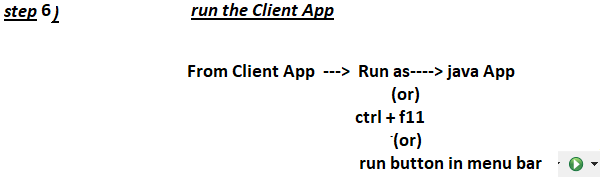 step 6) run the Client App
From Client App ---> Run as----> java App
(or)
ctrl + f11
(or)
run button in menu bar